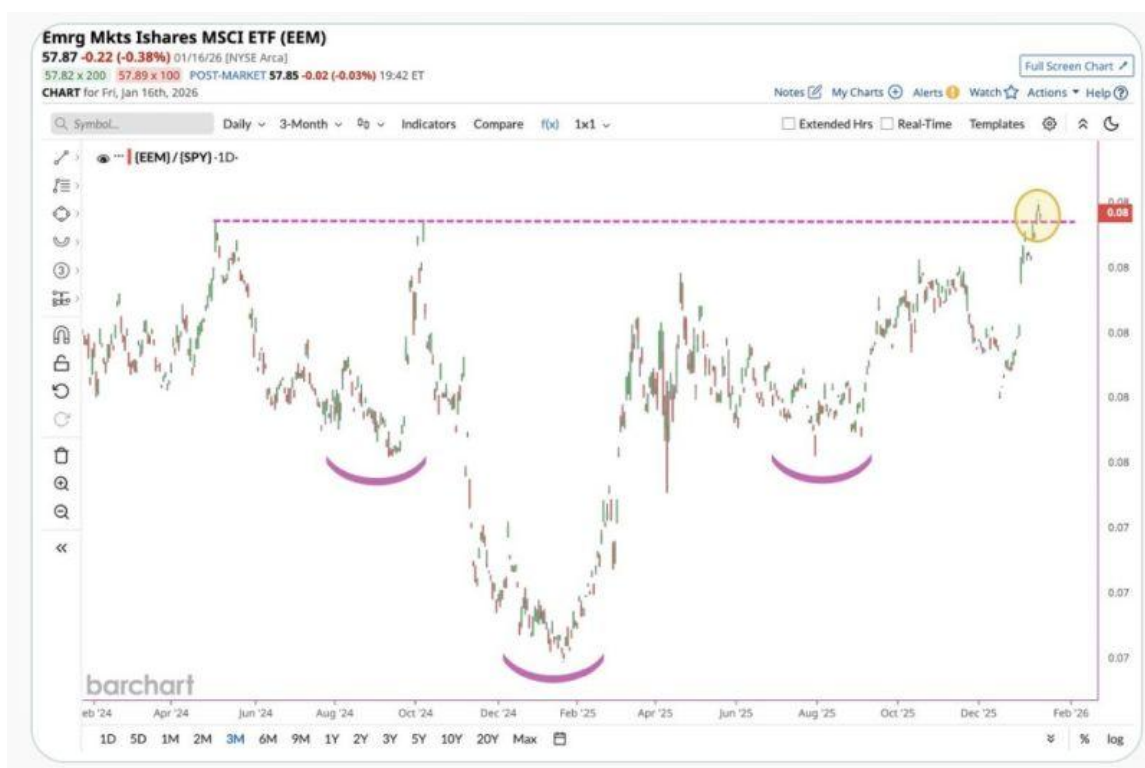 Emrg Mkts Ishares MSCI ETF (EEM)
57.87 -0.22 (-0.38%) 01/16/26 [NYSE Arca]
57.82 x 200 57.89 x 100 POST-MARKET 57.85 -0.02 (-0.03%) 19:42 ET
Full Screen Chart
CHART for Fri, Jan 16th, 2026
Notes My Charts Alerts Watch Actions Help
Symbol... Daily 3-Month Indicators Compare f(x) 1x1 Extended Hrs Real-Time Templates
{EEM}/{SPY} -1D-
0.08
0.08
0.08
0.08
0.08
0.08
0.07
0.07
0.07
barchart
eb '24 Apr '24 Jun '24 Aug '24 Oct '24 Dec '24 Feb '25 Apr '25 Jun '25 Aug '25 Oct '25 Dec '25 Feb '26
1D 5D 1M 2M 3M 6M 9M 1Y 2Y 3Y 5Y 10Y 20Y Max % log